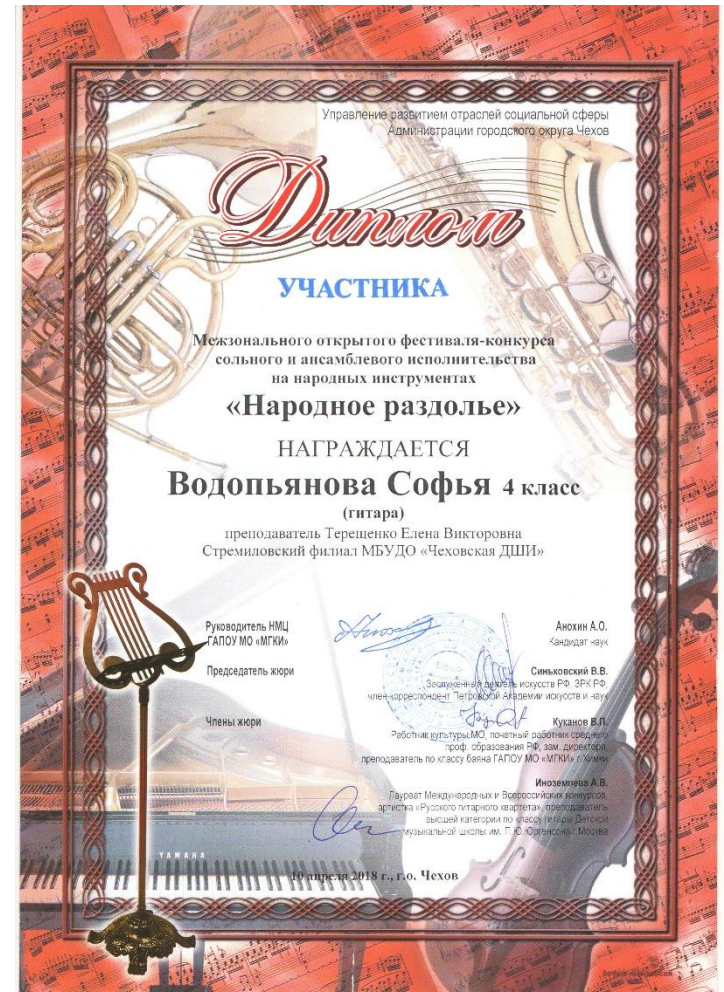 Управление развитием отраслей социальной сферы
Администрации городского округа Чехов
Диплом
УЧАСТНИКА
Межзонального открытого фестиваля-конкурса
сольного и ансамблевого исполнительства
на народных инструментах
«Народное раздолье»
НАГРАЖДАЕТСЯ
Водопьянова Софья 4 класс
(гитара)
преподаватель Терещенко Елена Викторовна
Стремиловский филиал МБУДО «Чеховская ДШИ»
Руководитель НМЦ
ГАПОУ МО «МГКИ»
Анохин А.О.
Кандидат наук
Председатель жюри
Синьковский В.В.
Заслуженный деятель искусств РФ, ЗРК РФ,
член-корреспондент Петровской Академии искусств и наук
Члены жюри
Куканов В.П.
Работник культуры МО, почетный работник среднего
проф. образования РФ, зам. директора,
преподаватель по классу баяна ГАПОУ МО «МГКИ» г.Химки
Иноземцева А.В.
Лауреат Международных и Всероссийских конкурсов,
артистка «Русского гитарного квартета», преподаватель
высшей категории по классу гитары Детской
музыкальной школы им. П.Ю.Юргенсона г. Москва
YAMAHA
10 апреля 2018 г., г.о. Чехов